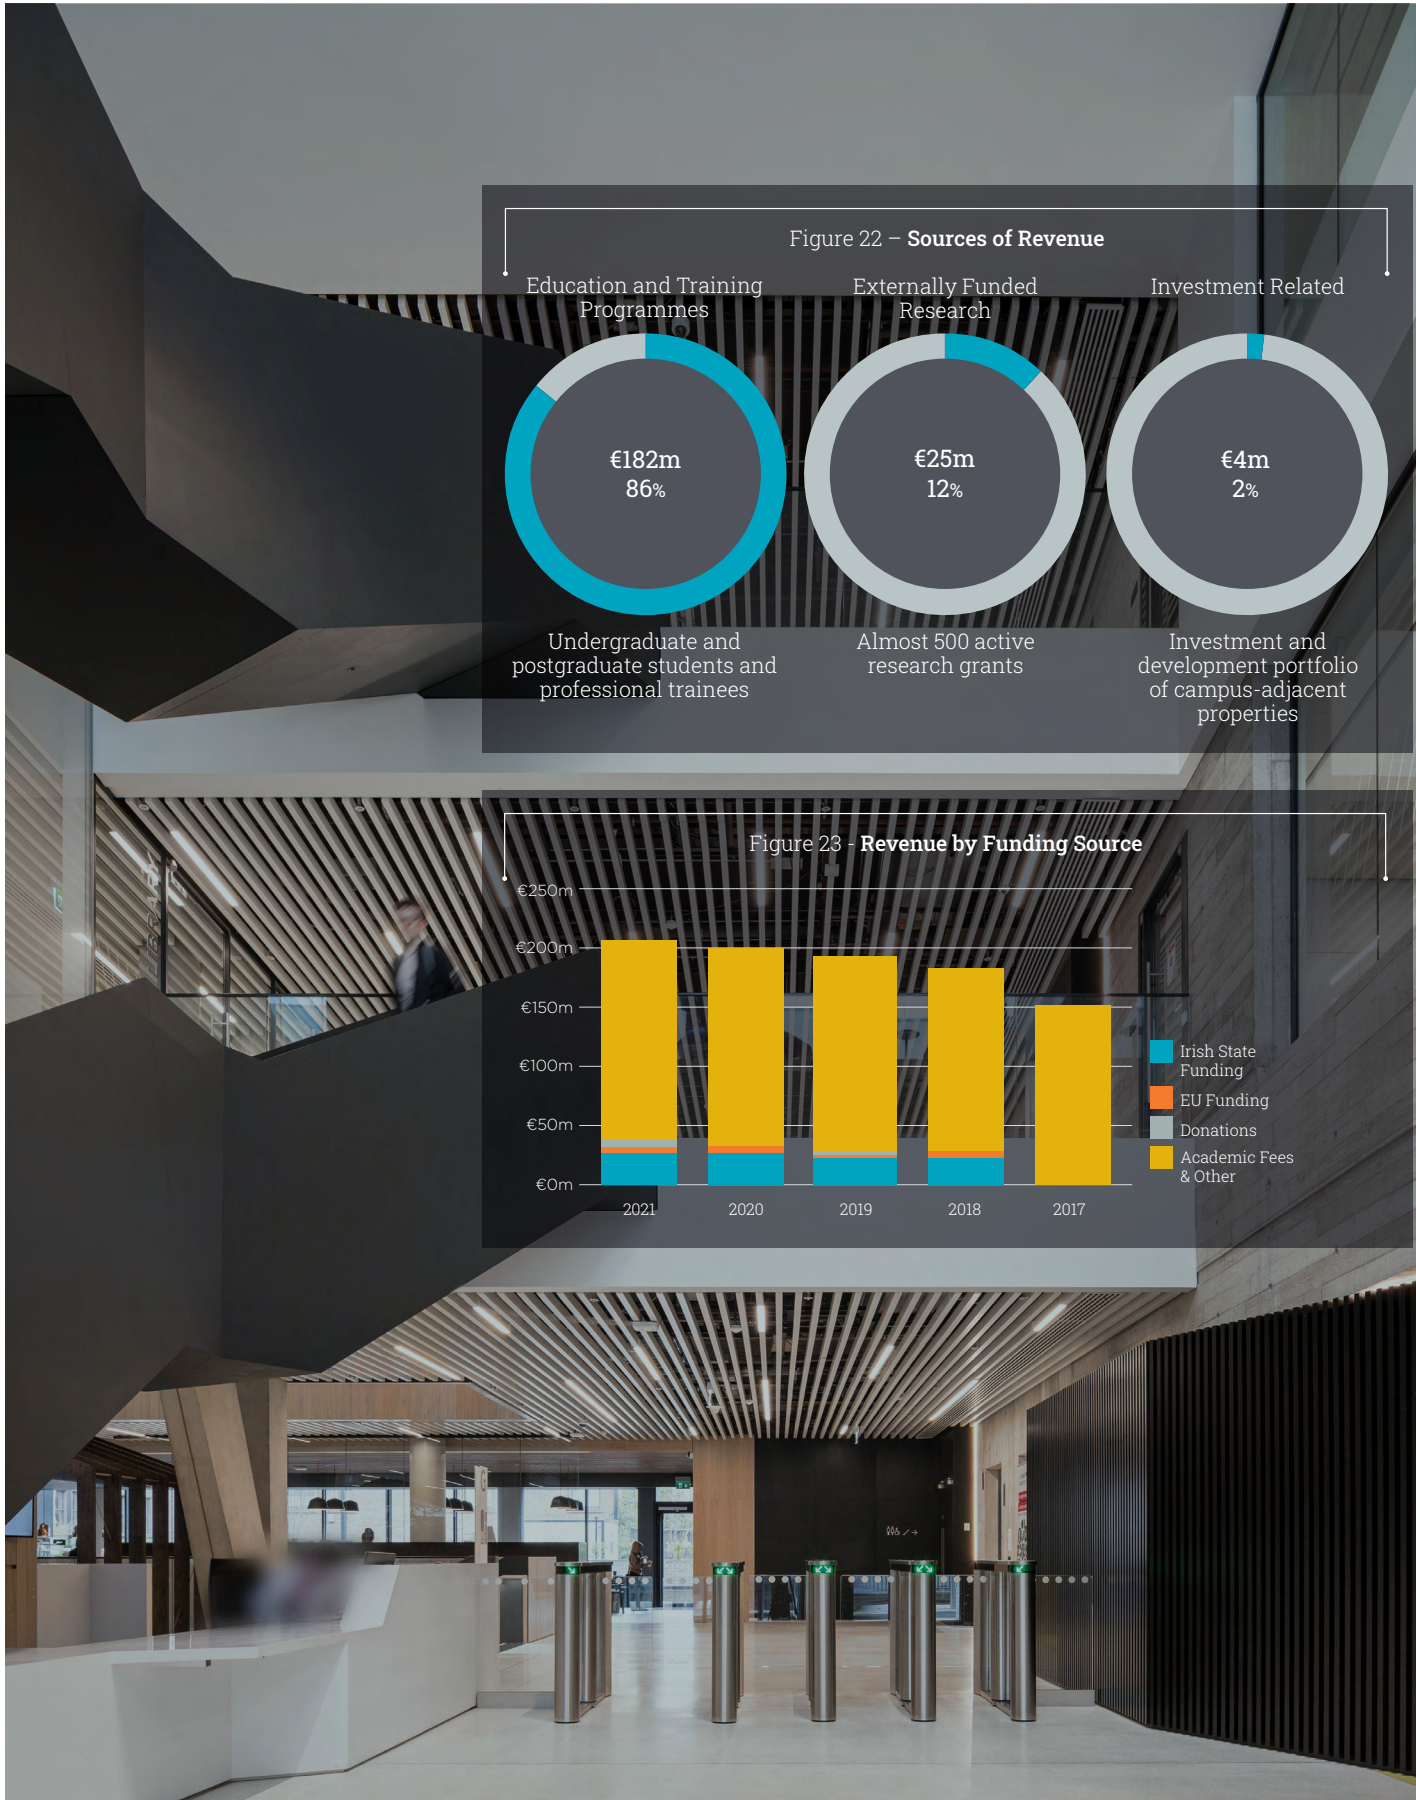 Figure 22 – Sources of Revenue
Education and Training
Programmes
€182m
86%
Undergraduate and
postgraduate students and
professional trainees
Externally Funded
Research
€25m
12%
Almost 500 active
research grants
Investment Related
€4m
2%
Investment and
development portfolio
of campus-adjacent
properties
Figure 23 - Revenue by Funding Source
€250m
€200m
€150m
€100m
€50m
€0m
2021
2020
2019
2018
2017
Irish State
Funding
EU Funding
Donations
Academic Fees
& Other